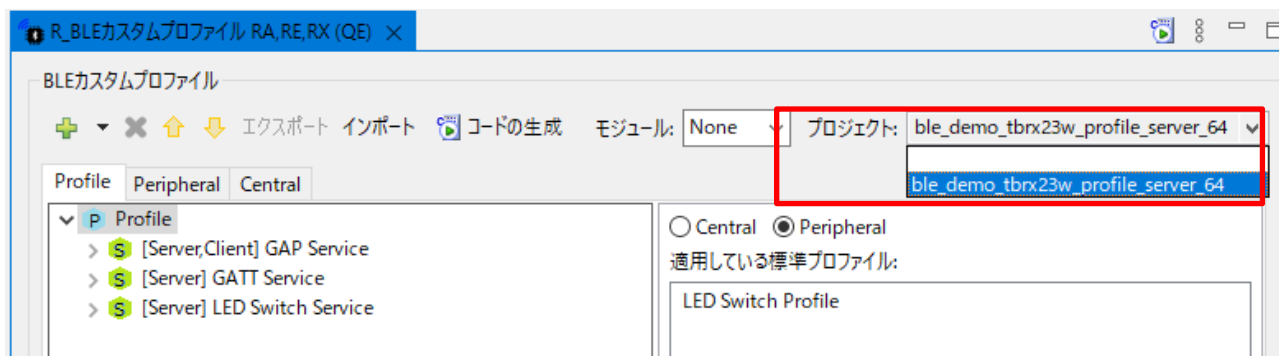 R_BLEカスタムプロファイル RA,RE,RX (QE)
BLEカスタムプロファイル
エクスポート インポート コードの生成 モジュール: None プロジェクト: ble_demo_tbrx23w_profile_server_64
ble_demo_tbrx23w_profile_server_64
Profile Peripheral Central
P Profile
S [Server,Client] GAP Service
S [Server] GATT Service
S [Server] LED Switch Service
Central Peripheral
適用している標準プロファイル:
LED Switch Profile